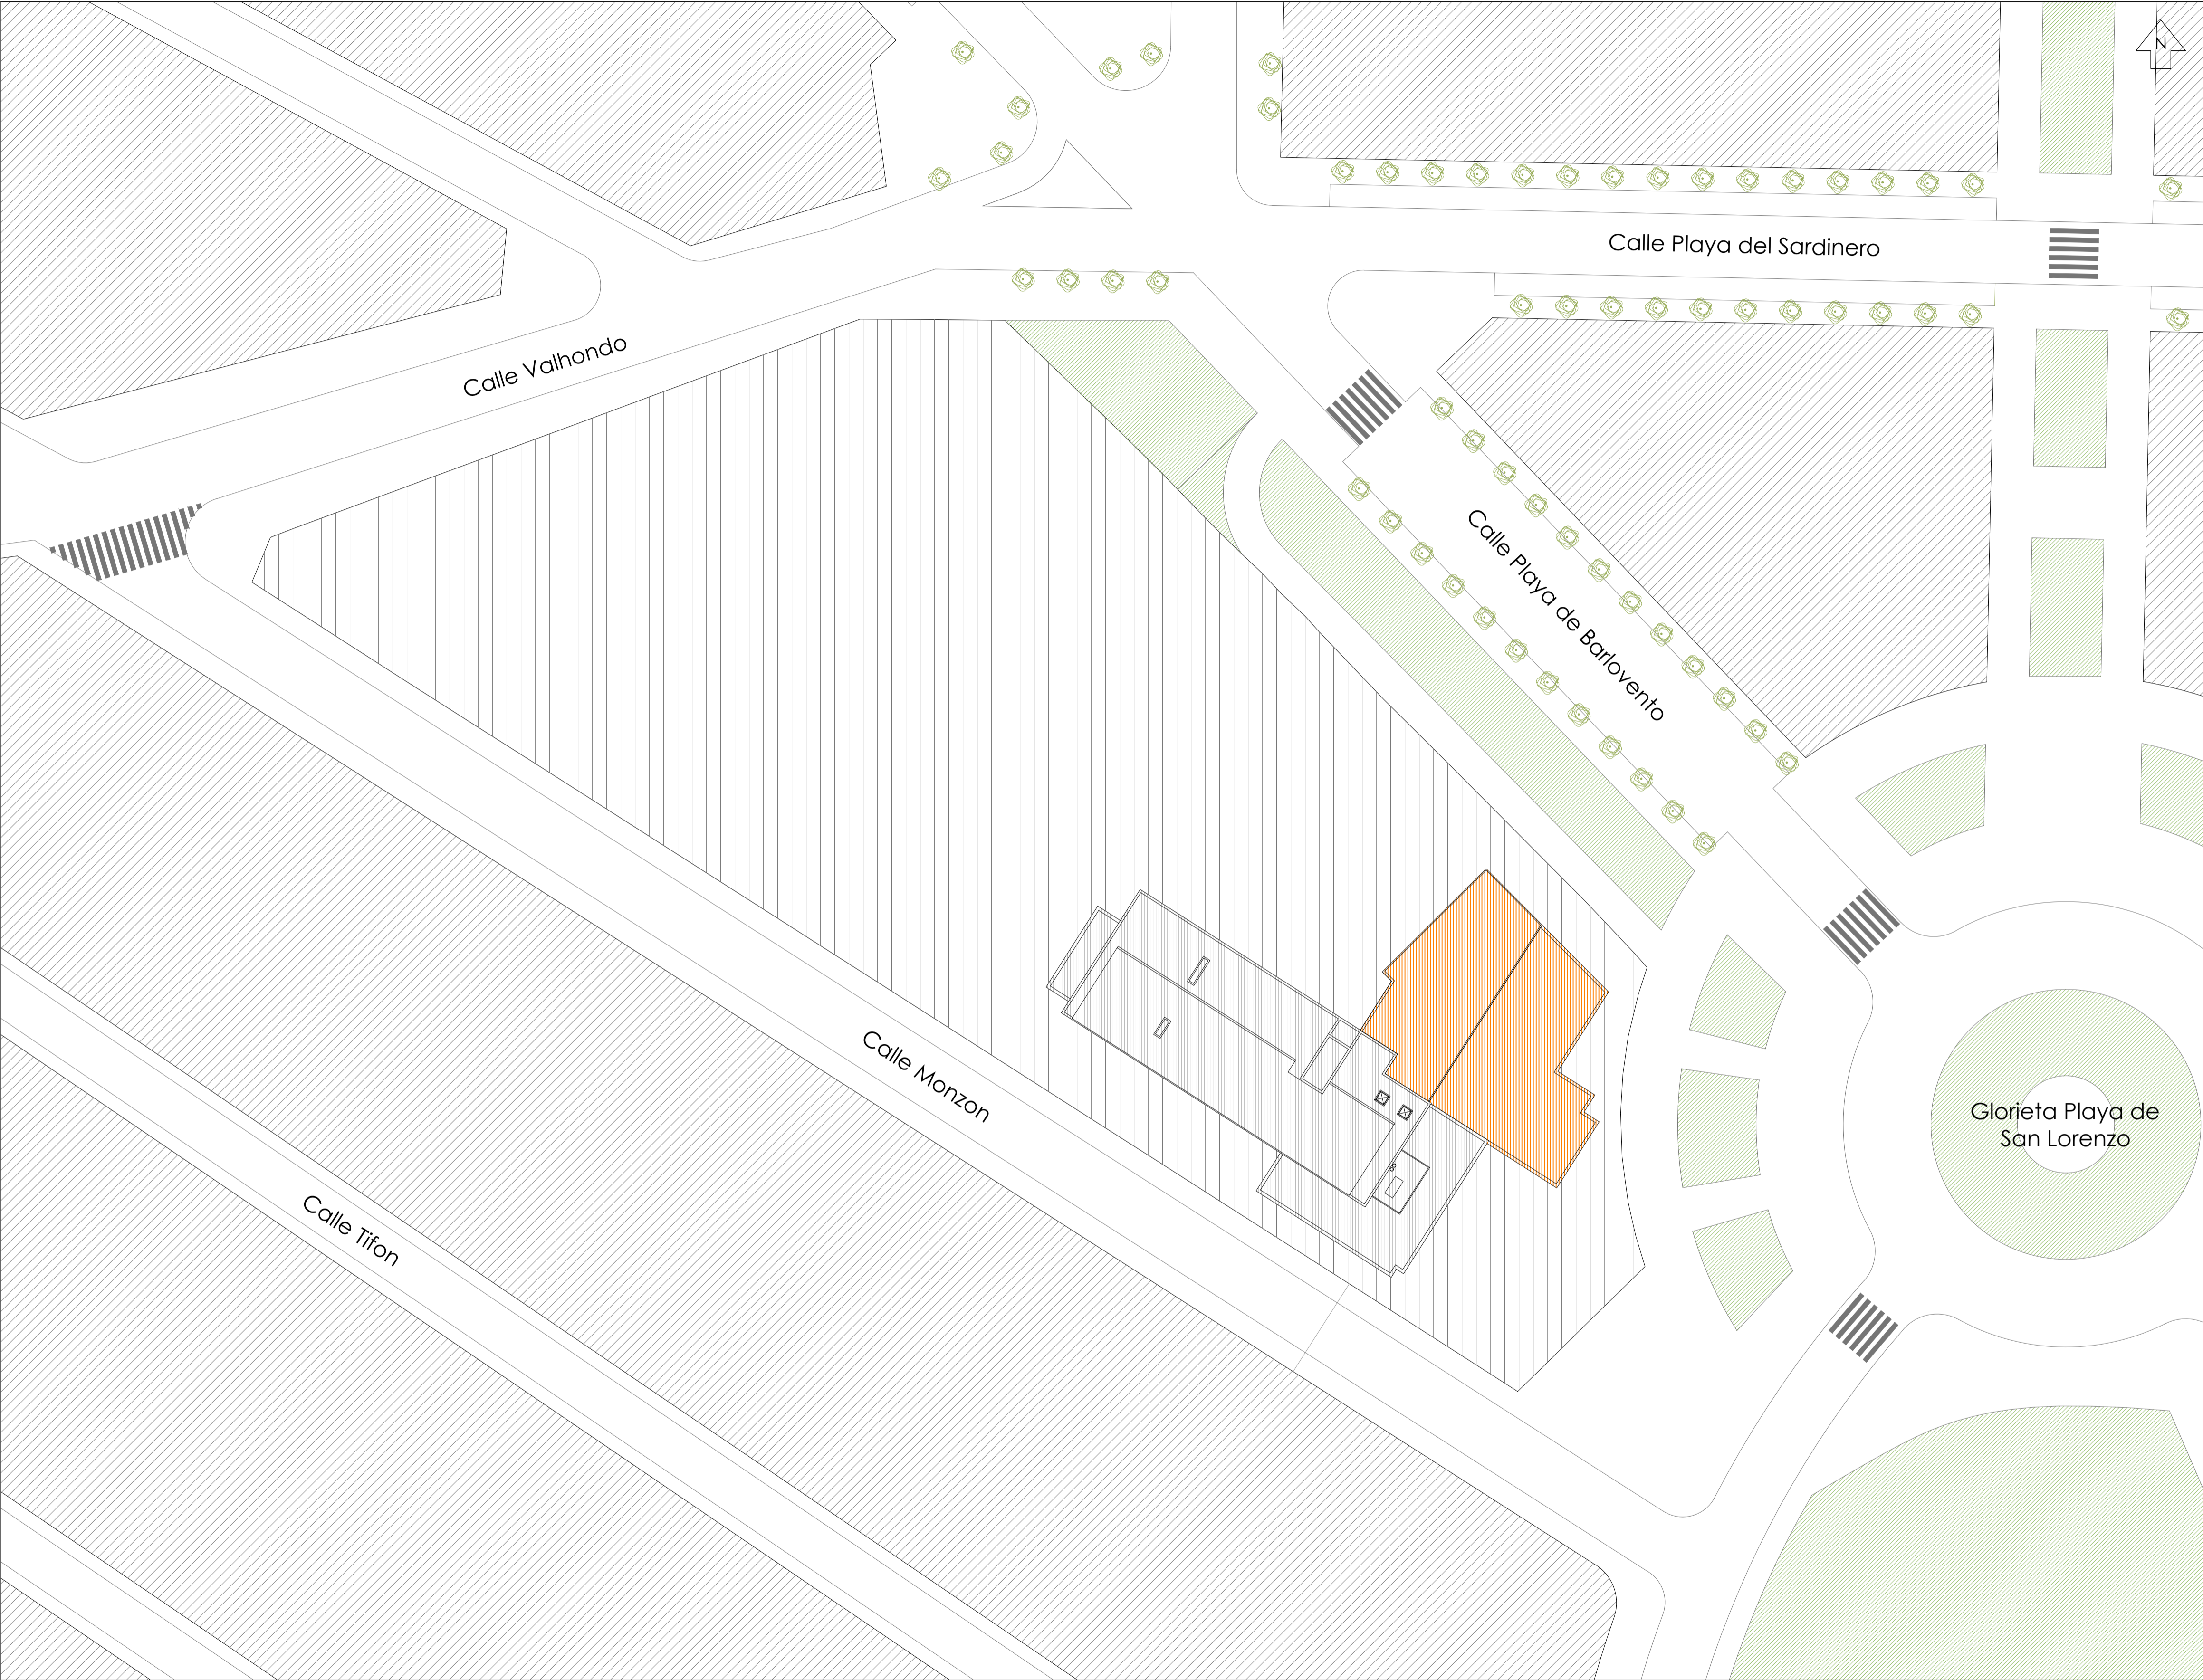 N
Calle Playa del Sardinero
Calle Valhondo
Calle Playa de Barlovento
Calle Monzon
Glorieta Playa de
San Lorenzo
Calle Tifon